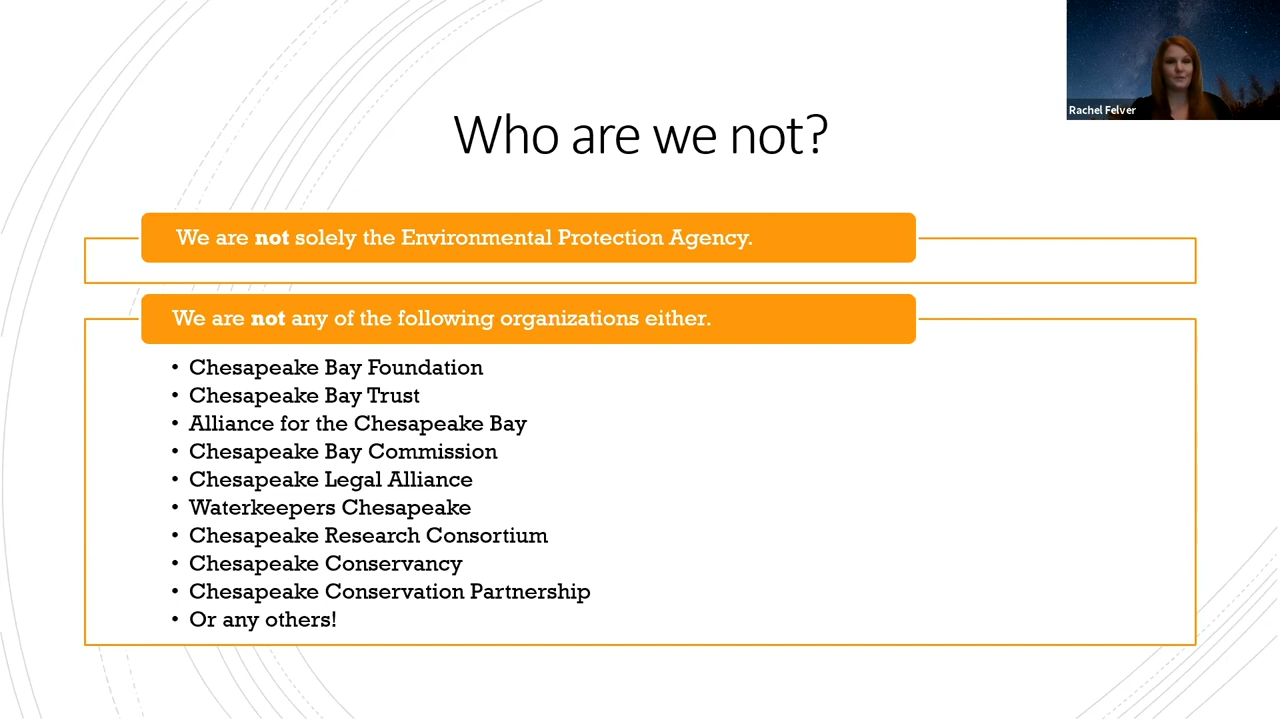 Rachel Felver
Who are we not?
We are not solely the Environmental Protection Agency.
We are not any of the following organizations either.
• Chesapeake Bay Foundation
• Chesapeake Bay Trust
• Alliance for the Chesapeake Bay
• Chesapeake Bay Commission
• Chesapeake Legal Alliance
• Waterkeepers Chesapeake
• Chesapeake Research Consortium
• Chesapeake Conservancy
• Chesapeake Conservation Partnership
• Or any others!